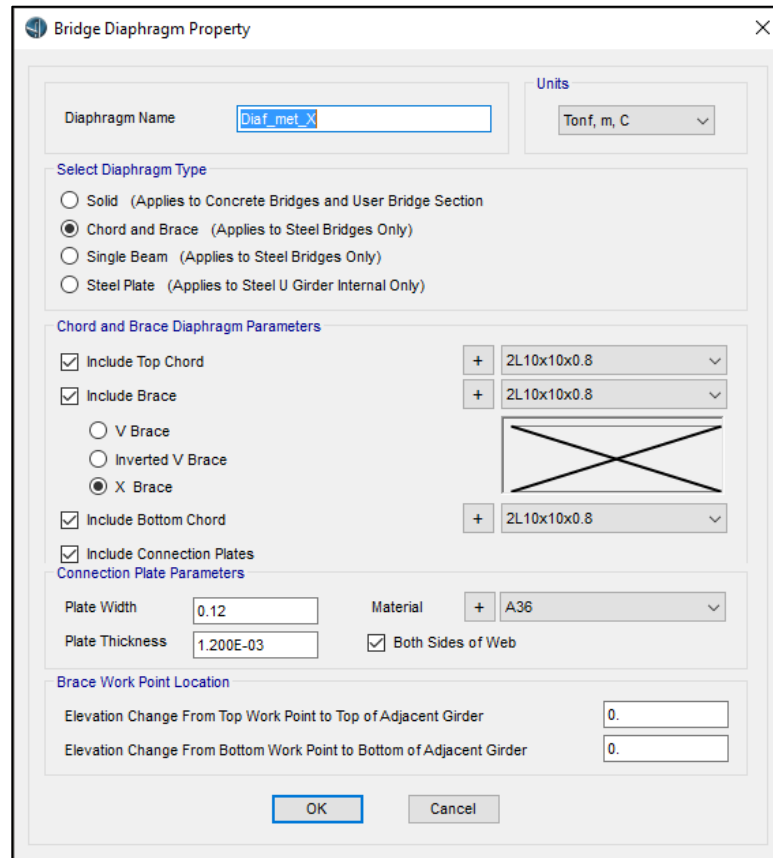 Bridge Diaphragm Property
Units
Diaphragm Name Diaf_met_X Tonf, m, C
Select Diaphragm Type
Solid (Applies to Concrete Bridges and User Bridge Section
Chord and Brace (Applies to Steel Bridges Only)
Single Beam (Applies to Steel Bridges Only)
Steel Plate (Applies to Steel U Girder Internal Only)
Chord and Brace Diaphragm Parameters
Include Top Chord + 2L10x10x0.8
Include Brace + 2L10x10x0.8
V Brace
Inverted V Brace
X Brace
Include Bottom Chord + 2L10x10x0.8
Include Connection Plates
Connection Plate Parameters
Plate Width 0.12 Material + A36
Plate Thickness 1.200E-03 Both Sides of Web
Brace Work Point Location
Elevation Change From Top Work Point to Top of Adjacent Girder 0.
Elevation Change From Bottom Work Point to Bottom of Adjacent Girder 0.
OK Cancel